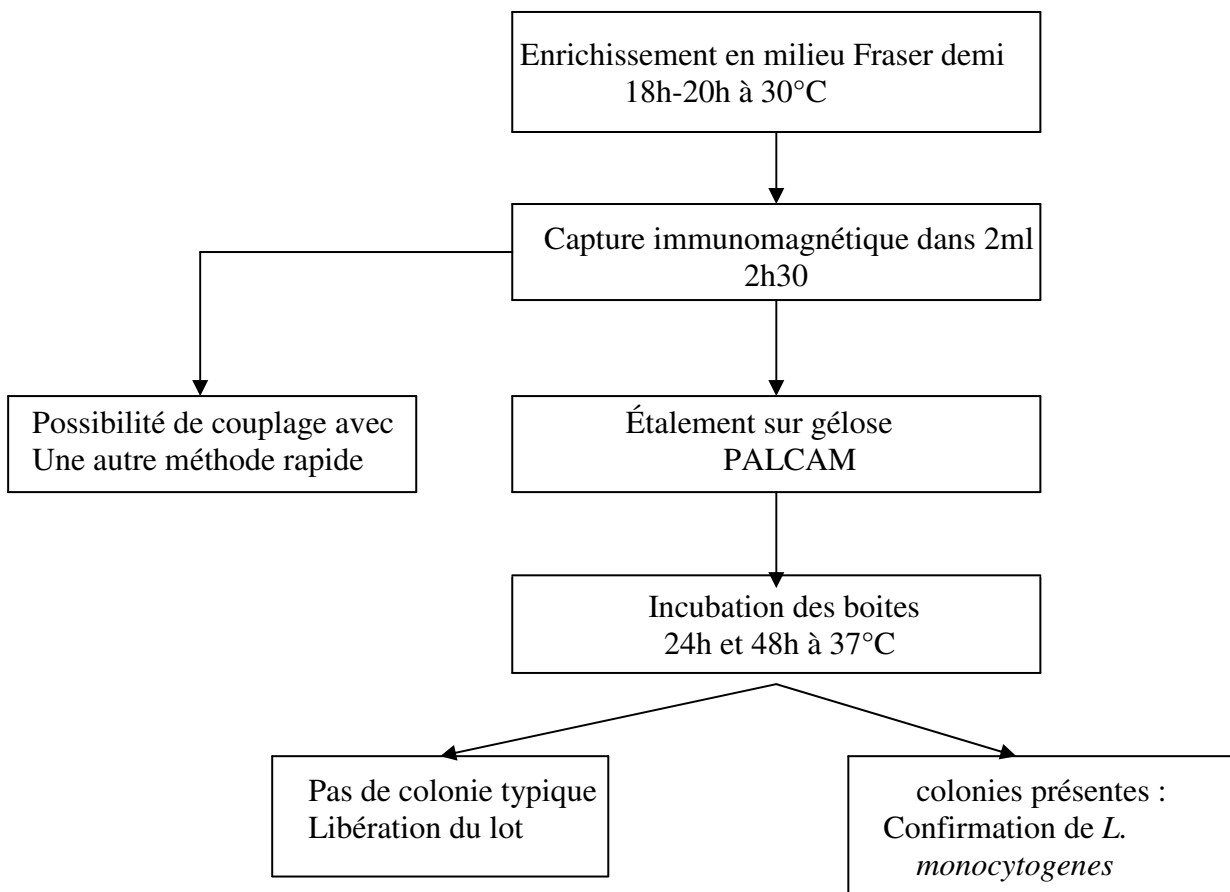 Enrichissement en milieu Fraser demi
18h-20h à 30°C
Capture immunomagnétique dans 2ml
2h30
Possibilité de couplage avec
Une autre méthode rapide
Étalement sur gélose
PALCAM
Incubation des boites
24h et 48h à 37°C
Pas de colonie typique
Libération du lot
colonies présentes :
Confirmation de L.
monocytogenes